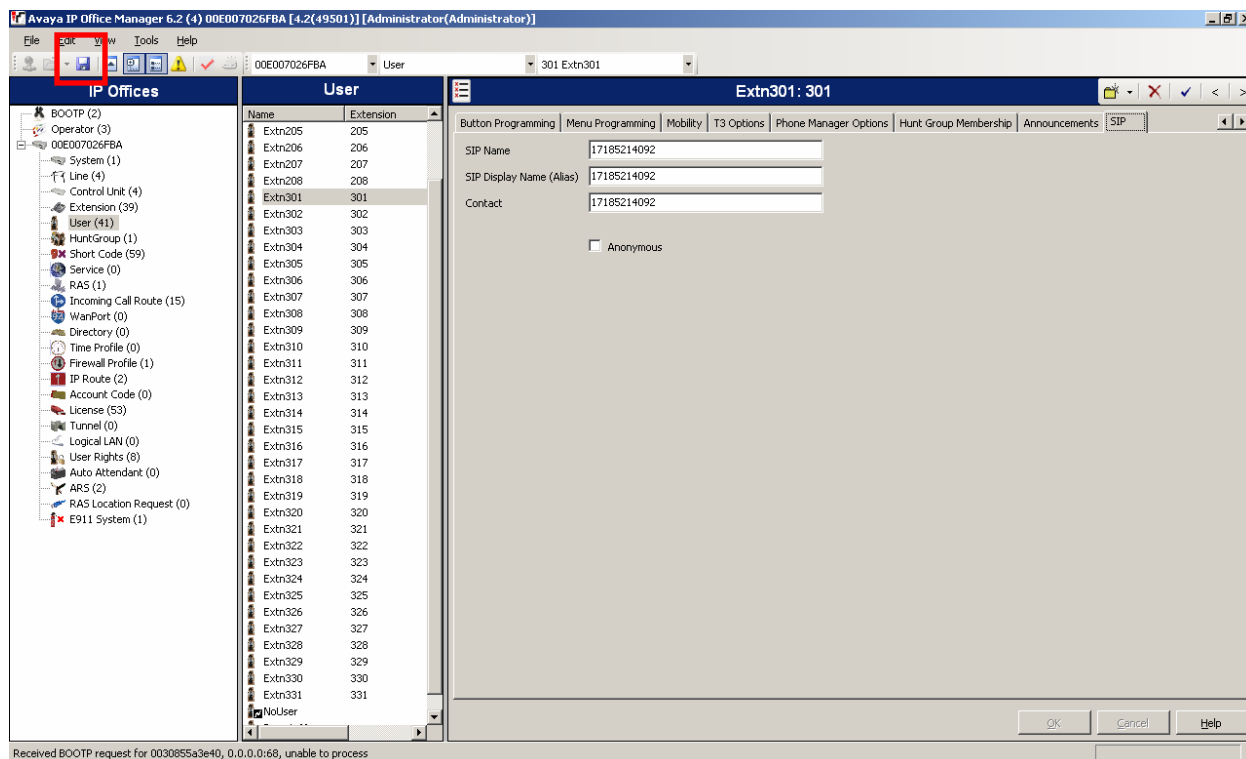 Avaya IP Office Manager 6.2 (4) 00E007026FBA [4.2(49501)] [Administrator(Administrator)]
File Edit View Tools Help
00E007026FBA User 301 Extn301
IP Offices
BOOTP (2)
Operator (3)
00E007026FBA
System (1)
Line (4)
Control Unit (4)
Extension (39)
User (41)
HuntGroup (1)
Short Code (59)
Service (0)
RAS (1)
Incoming Call Route (15)
WanPort (0)
Directory (0)
Time Profile (0)
Firewall Profile (1)
IP Route (2)
Account Code (0)
License (53)
Tunnel (0)
Logical LAN (0)
User Rights (8)
Auto Attendant (0)
ARS (2)
RAS Location Request (0)
E911 System (1)
User
Name Extension
Extn205 205
Extn206 206
Extn207 207
Extn208 208
Extn301 301
Extn302 302
Extn303 303
Extn304 304
Extn305 305
Extn306 306
Extn307 307
Extn308 308
Extn309 309
Extn310 310
Extn311 311
Extn312 312
Extn313 313
Extn314 314
Extn315 315
Extn316 316
Extn317 317
Extn318 318
Extn319 319
Extn320 320
Extn321 321
Extn322 322
Extn323 323
Extn324 324
Extn325 325
Extn326 326
Extn327 327
Extn328 328
Extn329 329
Extn330 330
Extn331 331
NoUser
Extn301: 301
Button Programming Menu Programming Mobility T3 Options Phone Manager Options Hunt Group Membership Announcements SIP
SIP Name 17185214092
SIP Display Name (Alias) 17185214092
Contact 17185214092
Anonymous
OK Cancel Help
Received BOOTP request for 0030855a3e40, 0.0.0.0:68, unable to process